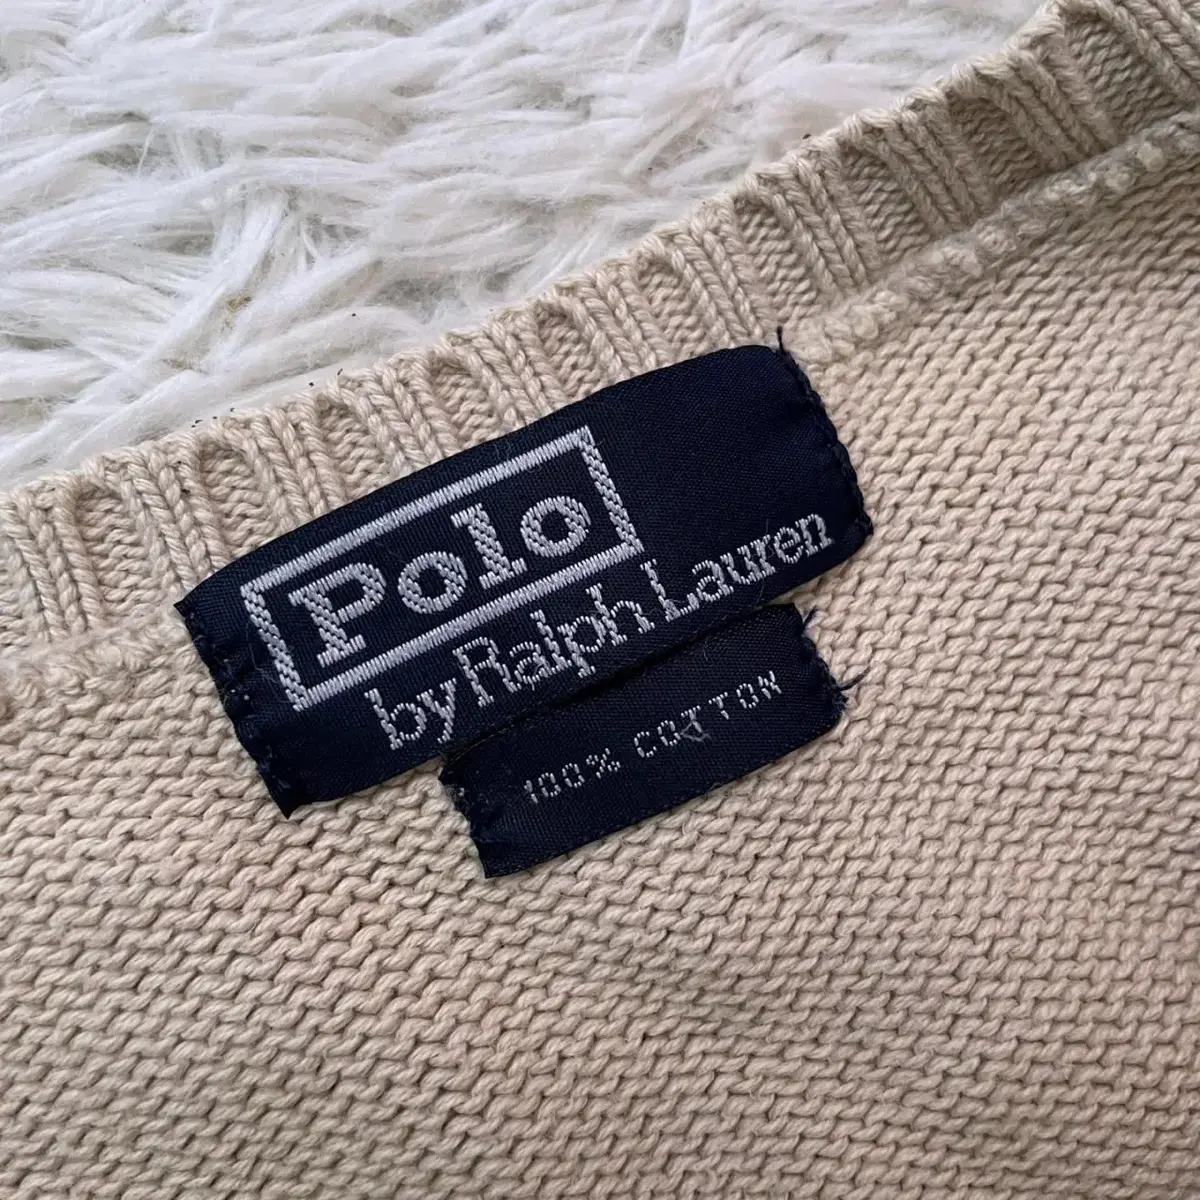 Polo
by Ralph Lauren
100% COTTON